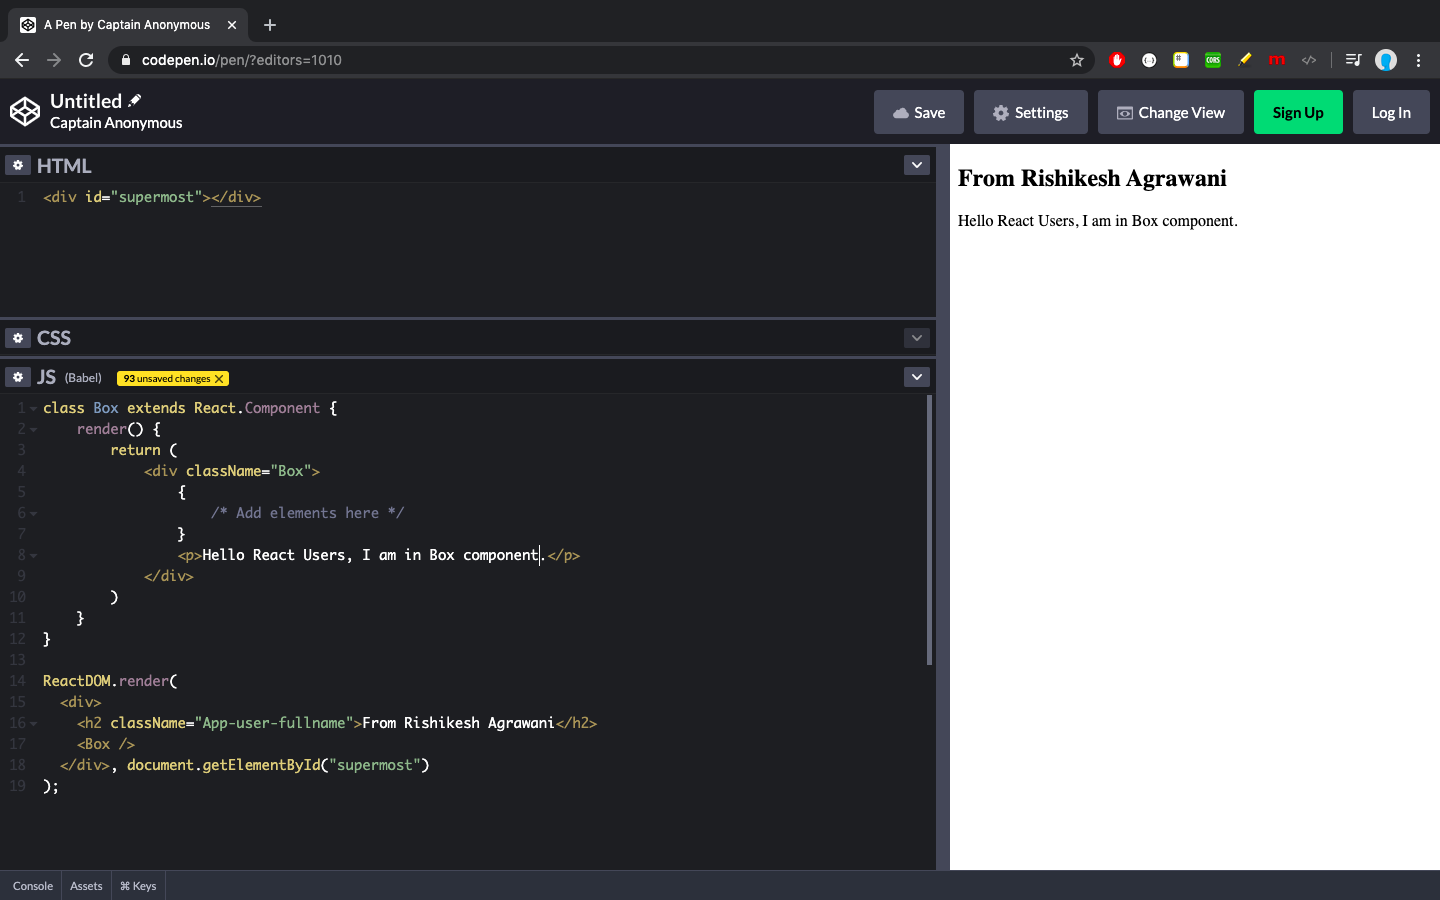 A Pen by Captain Anonymous
codepen.io/pen/?editors=1010
CORS
m
Untitled
Captain Anonymous
Save
Settings
Change View
Sign Up
Log In
HTML
1 <div id="supermost"></div>
CSS
JS (Babel) 93 unsaved changes
1 class Box extends React.Component {
2     render() {
3         return (
4             <div className="Box">
5                 {
6                     /* Add elements here */
7                 }
8                 <p>Hello React Users, I am in Box component.</p>
9             </div>
10         )
11     }
12 }
13
14 ReactDOM.render(
15   <div>
16     <h2 className="App-user-fullname">From Rishikesh Agrawani</h2>
17     <Box />
18   </div>, document.getElementById("supermost")
19 );
From Rishikesh Agrawani
Hello React Users, I am in Box component.
Console
Assets
⌘ Keys